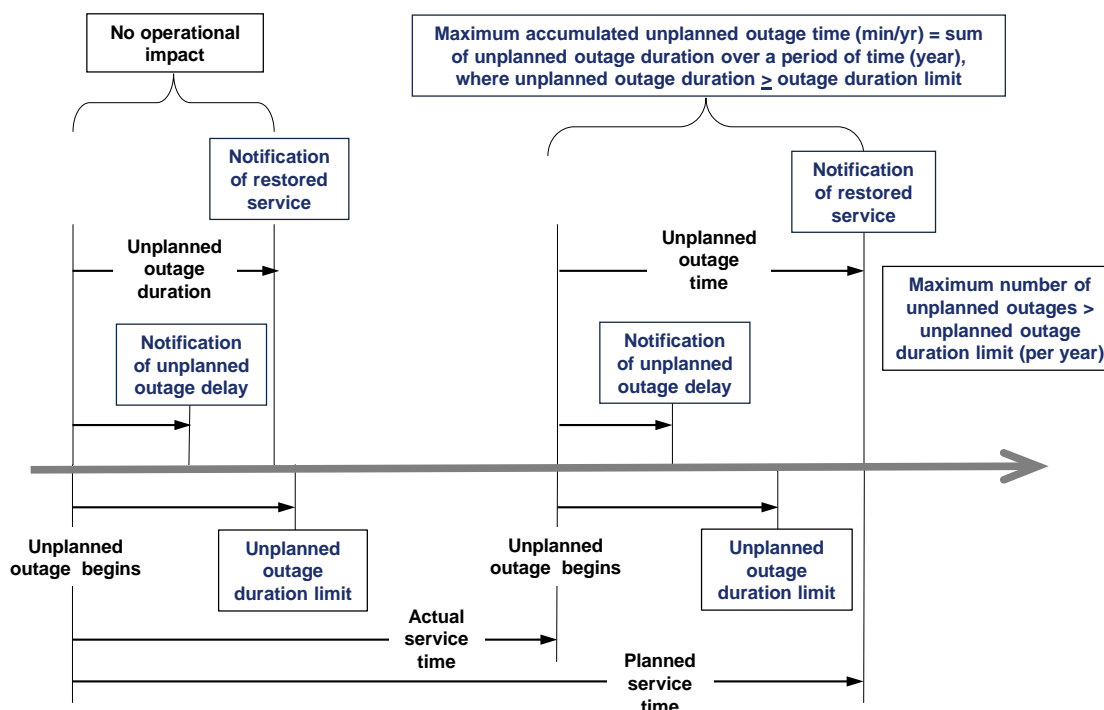 No operational
impact
Maximum accumulated unplanned outage time (min/yr) = sum
of unplanned outage duration over a period of time (year),
where unplanned outage duration ≥ outage duration limit
Notification
of restored
service
Notification
of restored
service
Unplanned
outage
duration
Unplanned
outage
time
Maximum number of
unplanned outages >
unplanned outage
duration limit (per year)
Notification
of unplanned
outage delay
Notification
of unplanned
outage delay
Unplanned
outage begins
Unplanned
outage
duration limit
Unplanned
outage begins
Unplanned
outage
duration limit
Actual
service
time
Planned
service
time